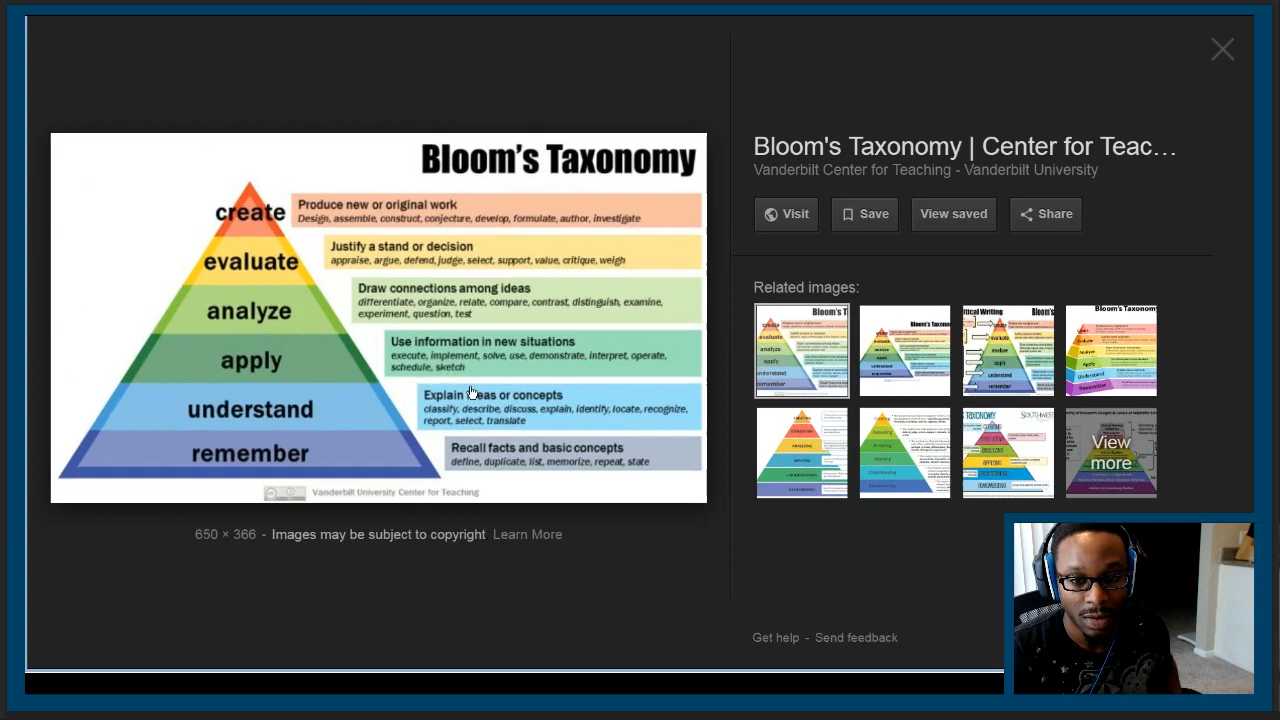 Bloom's Taxonomy
create
Produce new or original work
Design, assemble, construct, conjecture, develop, formulate, author, investigate
evaluate
Justify a stand or decision
appraise, argue, defend, judge, select, support, value, critique, weigh
analyze
Draw connections among ideas
differentiate, organize, relate, compare, contrast, distinguish, examine,
experiment, question, test
apply
Use information in new situations
execute, implement, solve, use, demonstrate, interpret, operate,
schedule, sketch
understand
Explain ideas or concepts
classify, describe, discuss, explain, identify, locate, recognize,
report, select, translate
remember
Recall facts and basic concepts
define, duplicate, list, memorize, repeat, state
Vanderbilt University Center for Teaching
650 × 366 - Images may be subject to copyright Learn More
Bloom's Taxonomy | Center for Teac…
Vanderbilt Center for Teaching - Vanderbilt University
Visit
Save
View saved
Share
Related images:
View
more
Get help - Send feedback